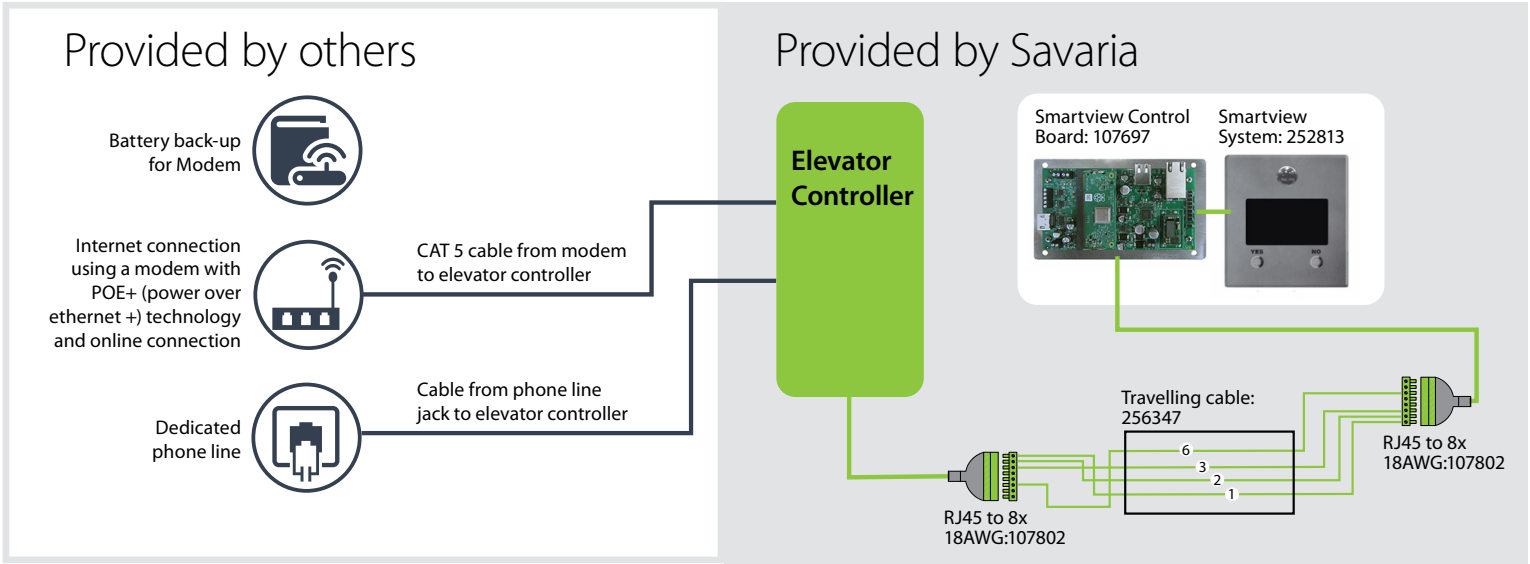 Provided by others
Battery back-up
for Modem
Internet connection
using a modem with
POE+ (power over
ethernet +) technology
and online connection
CAT 5 cable from modem
to elevator controller
Dedicated
phone line
Cable from phone line
jack to elevator controller
Provided by Savaria
Elevator
Controller
Smartview Control
Board: 107697
Smartview
System: 252813
YES
NO
Travelling cable:
256347
6
3
2
1
RJ45 to 8x
18AWG:107802
RJ45 to 8x
18AWG:107802